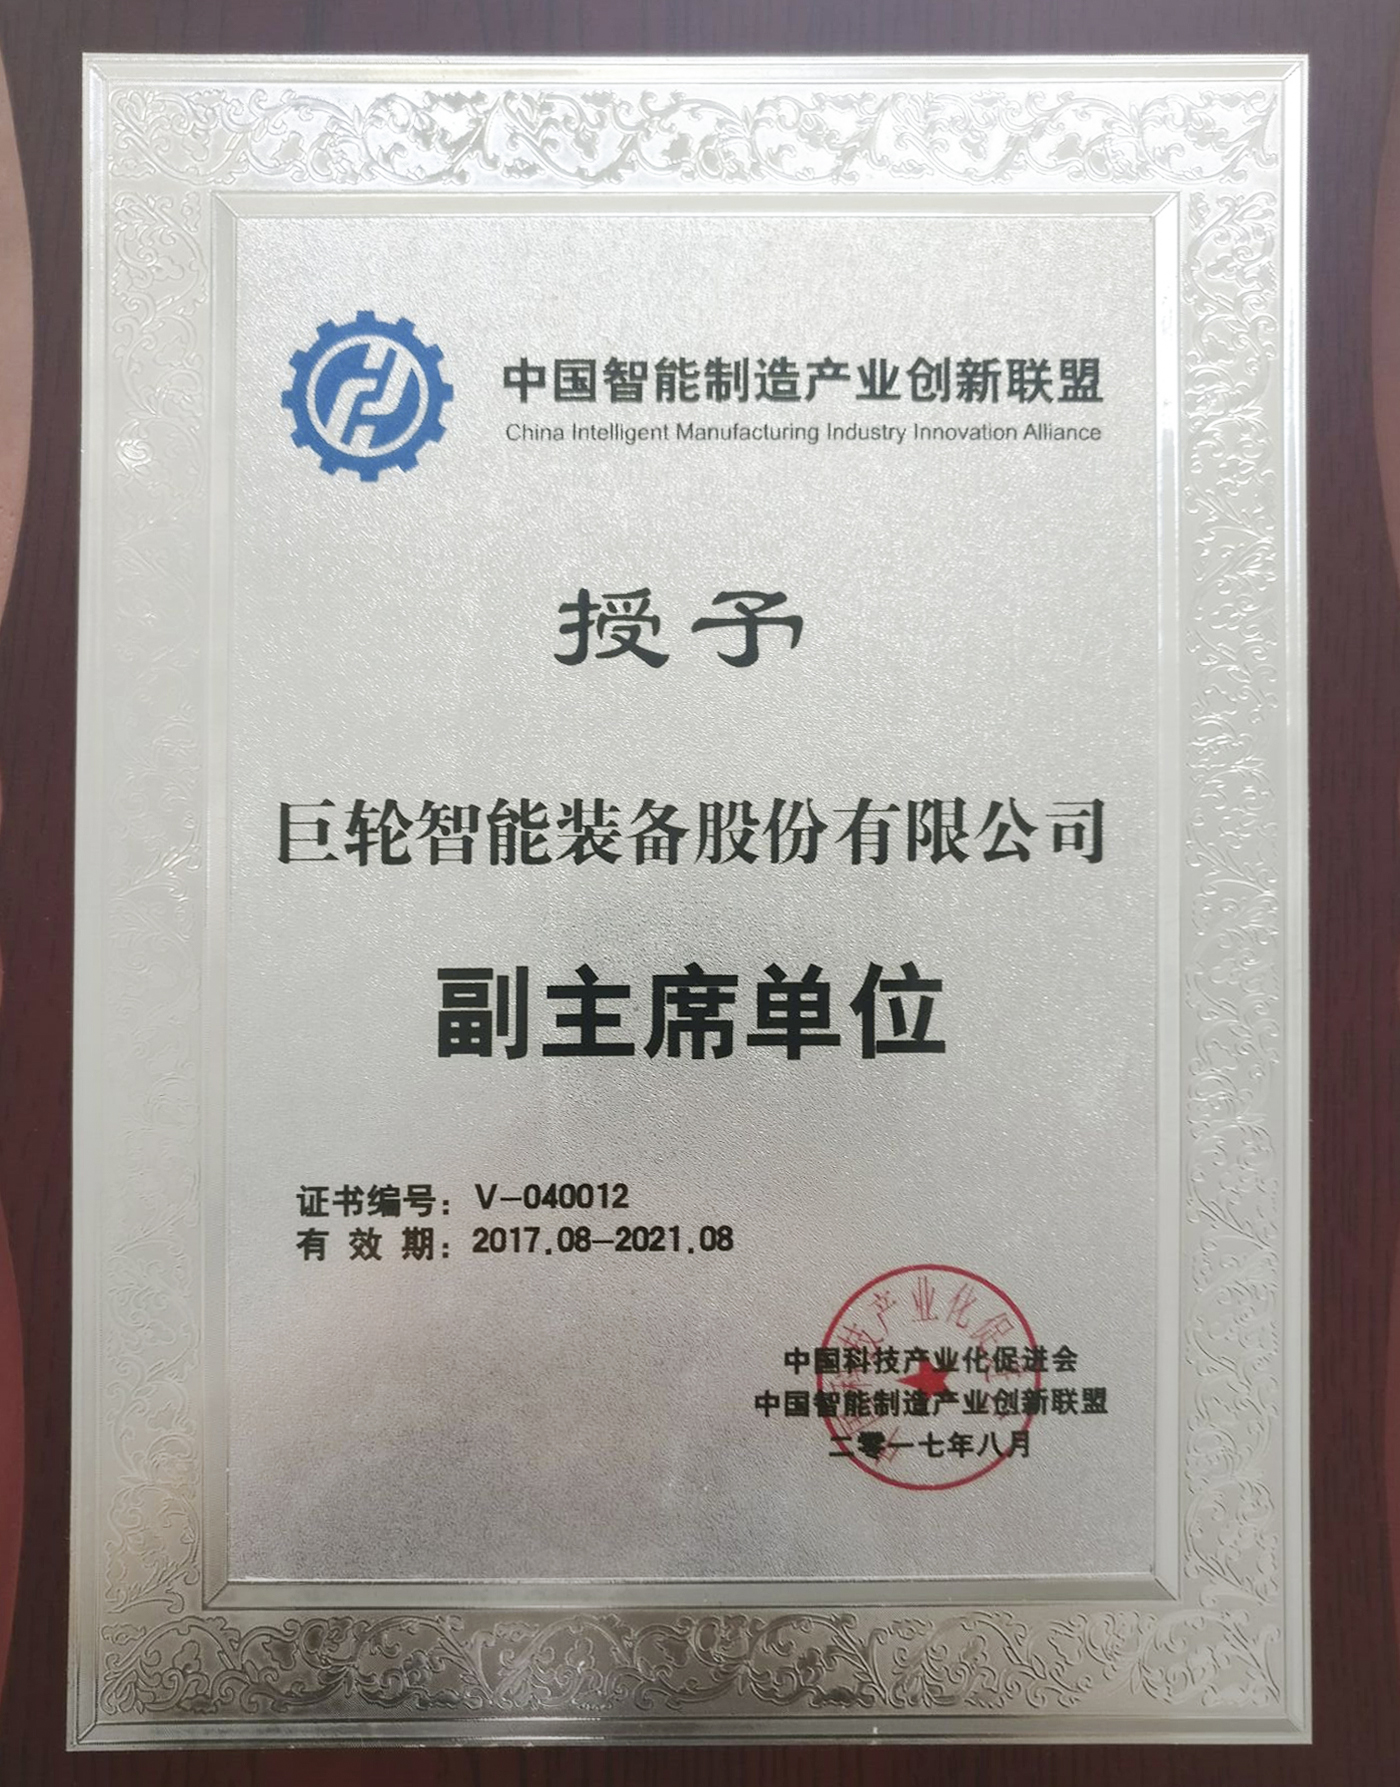 中国智能制造产业创新联盟
China Intelligent Manufacturing Industry Innovation Alliance
授予
巨轮智能装备股份有限公司
副主席单位
证书编号：V-040012
有效期：2017.08-2021.08
中国科技产业化促进会
中国智能制造产业创新联盟
二零一七年八月